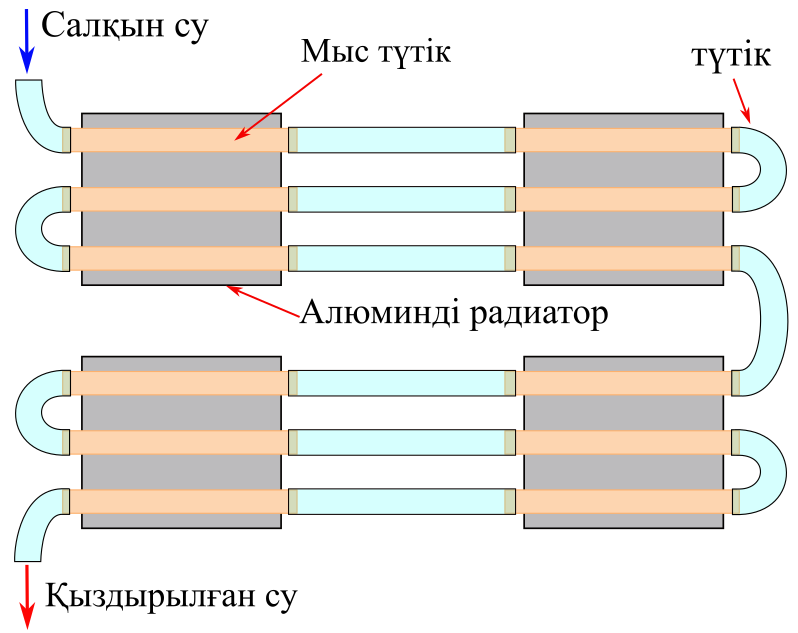 Салқын су
Мыс түтік
түтік
Алюминді радиатор
Қыздырылған су